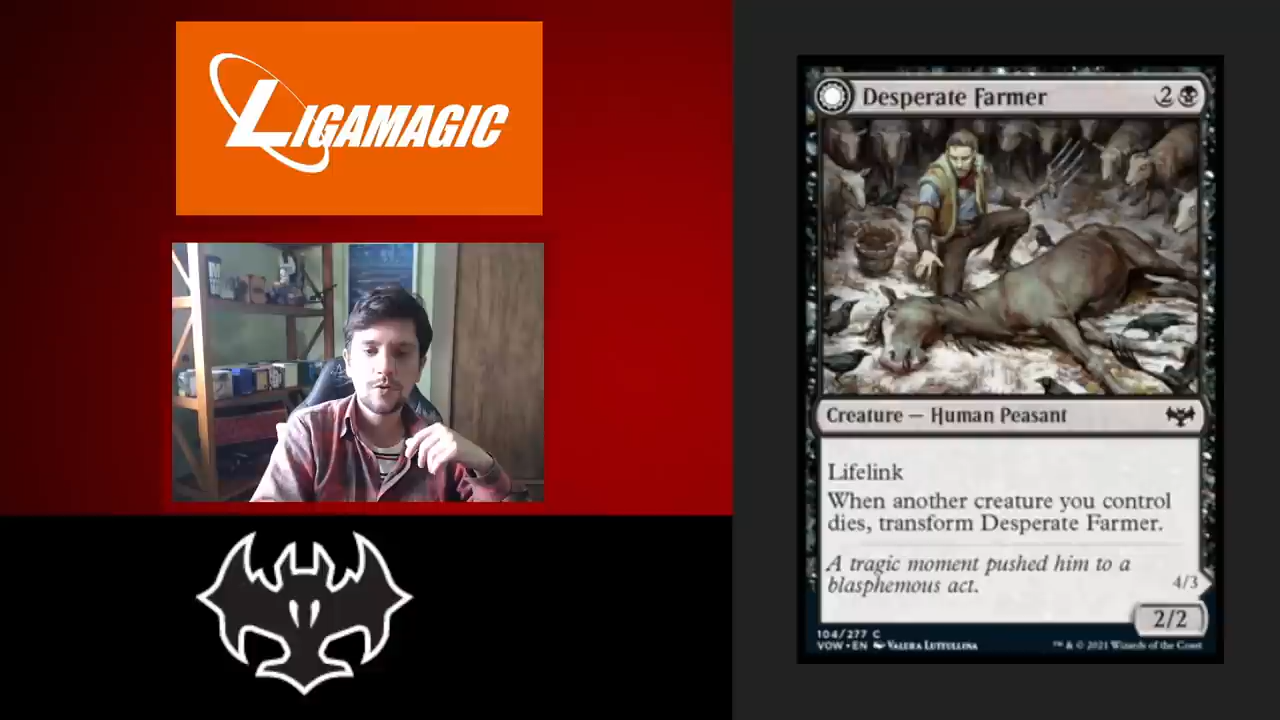 LIGAMAGIC
Desperate Farmer 2
Creature — Human Peasant
Lifelink
When another creature you control
dies, transform Desperate Farmer.
A tragic moment pushed him to a
blasphemous act.
4/3
2/2
104/277 C
VOW • EN VALERA LUTFULLINA
™ & © 2021 Wizards of the Coast